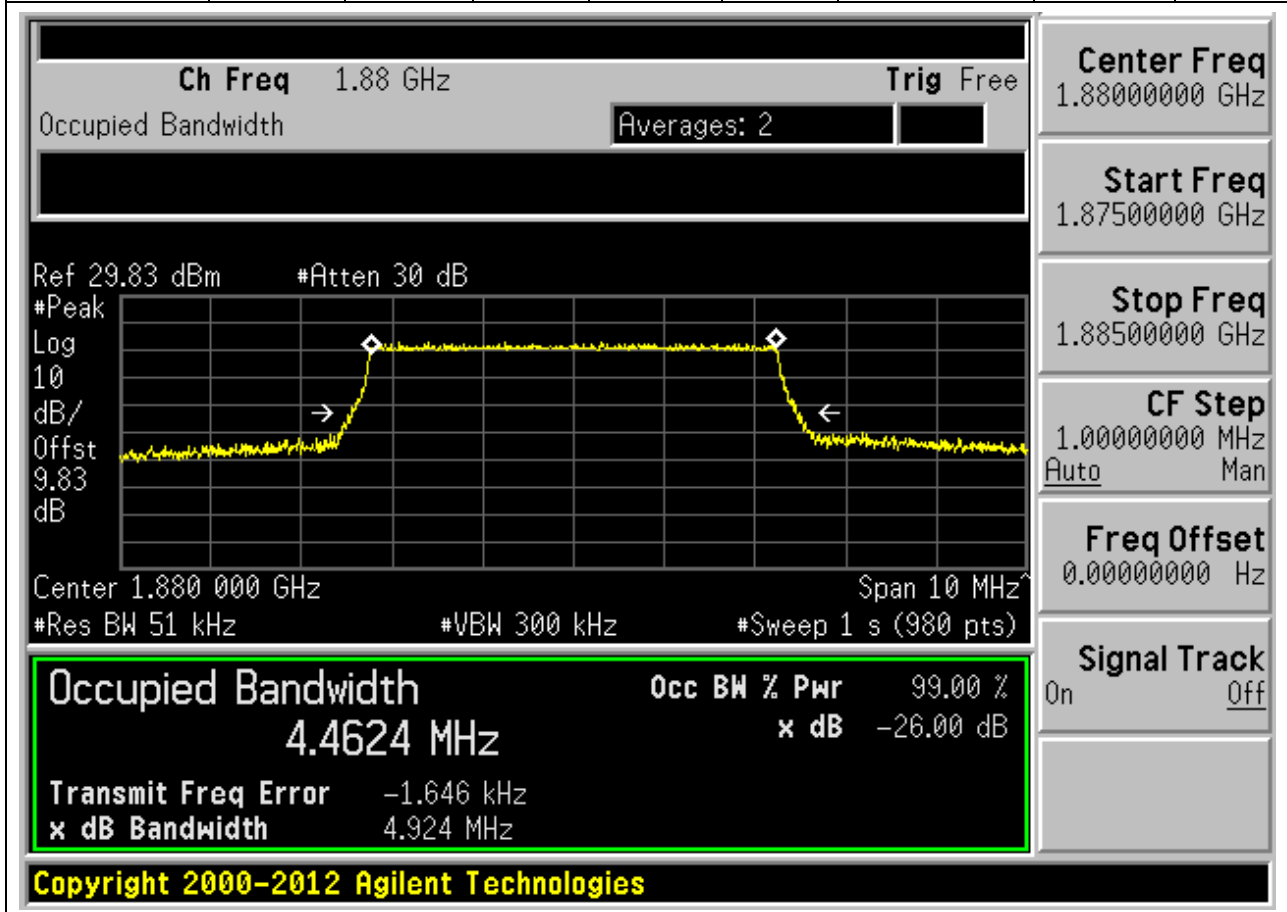 Ch Freq 1.88 GHz Trig Free
Occupied Bandwidth Averages: 2
Ref 29.83 dBm #Atten 30 dB
#Peak
Log
10
dB/
Offst
9.83
dB
Center 1.880 000 GHz Span 10 MHz^
#Res BW 51 kHz #VBW 300 kHz #Sweep 1 s (980 pts)
Occupied Bandwidth Occ BW % Pwr 99.00 %
4.4624 MHz x dB -26.00 dB
Transmit Freq Error -1.646 kHz
x dB Bandwidth 4.924 MHz
Copyright 2000-2012 Agilent Technologies
Center Freq
1.88000000 GHz
Start Freq
1.87500000 GHz
Stop Freq
1.88500000 GHz
CF Step
1.00000000 MHz
Auto Man
Freq Offset
0.00000000 Hz
Signal Track
On Off